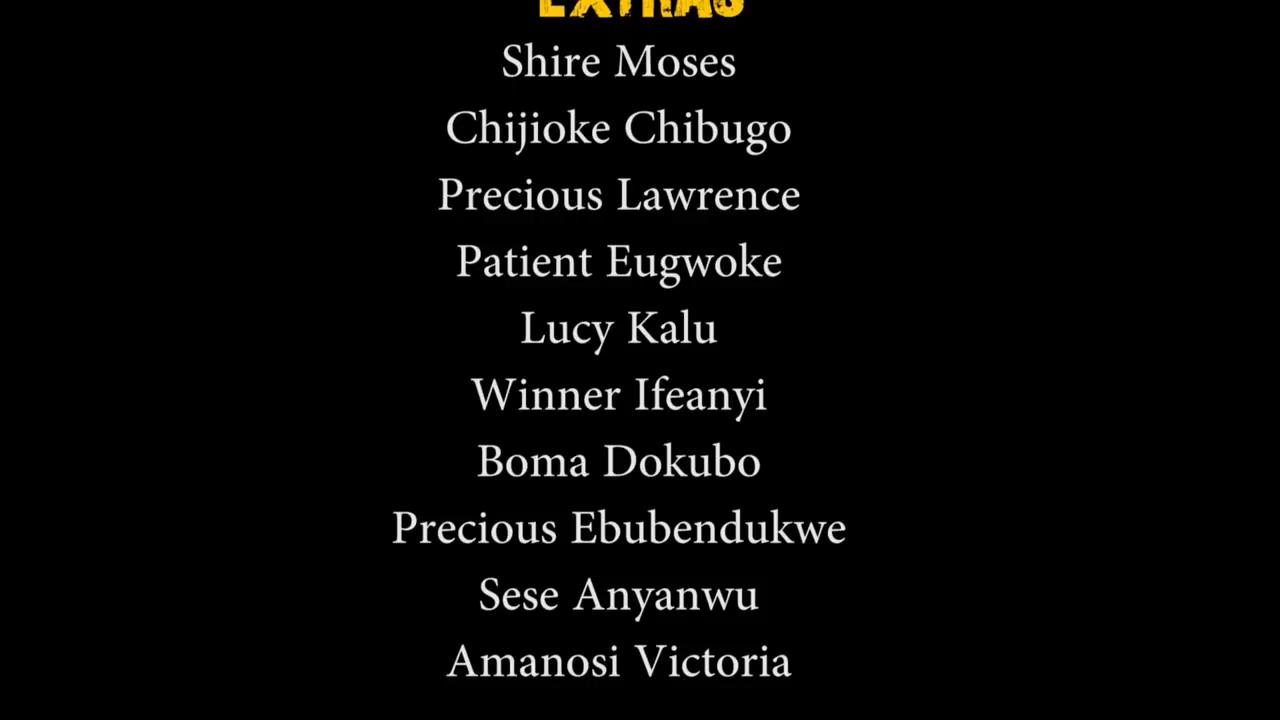 EXTRAS
Shire Moses
Chijioke Chibugo
Precious Lawrence
Patient Eugwoke
Lucy Kalu
Winner Ifeanyi
Boma Dokubo
Precious Ebubendukwe
Sese Anyanwu
Amanosi Victoria